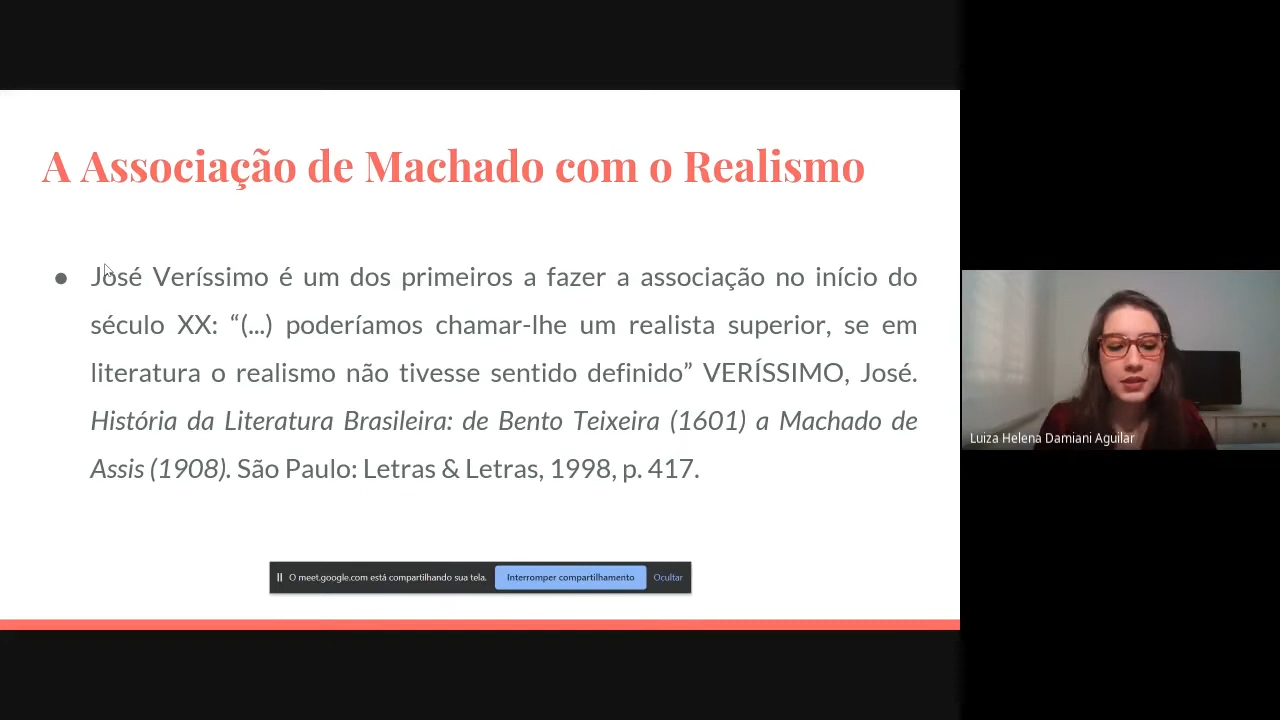 A Associação de Machado com o Realismo
● José Veríssimo é um dos primeiros a fazer a associação no início do
século XX: “(...) poderíamos chamar-lhe um realista superior, se em
literatura o realismo não tivesse sentido definido” VERÍSSIMO, José.
História da Literatura Brasileira: de Bento Teixeira (1601) a Machado de
Assis (1908). São Paulo: Letras & Letras, 1998, p. 417.
O meet.google.com está compartilhando sua tela. Interromper compartilhamento Ocultar
Luiza Helena Damiani Aguilar